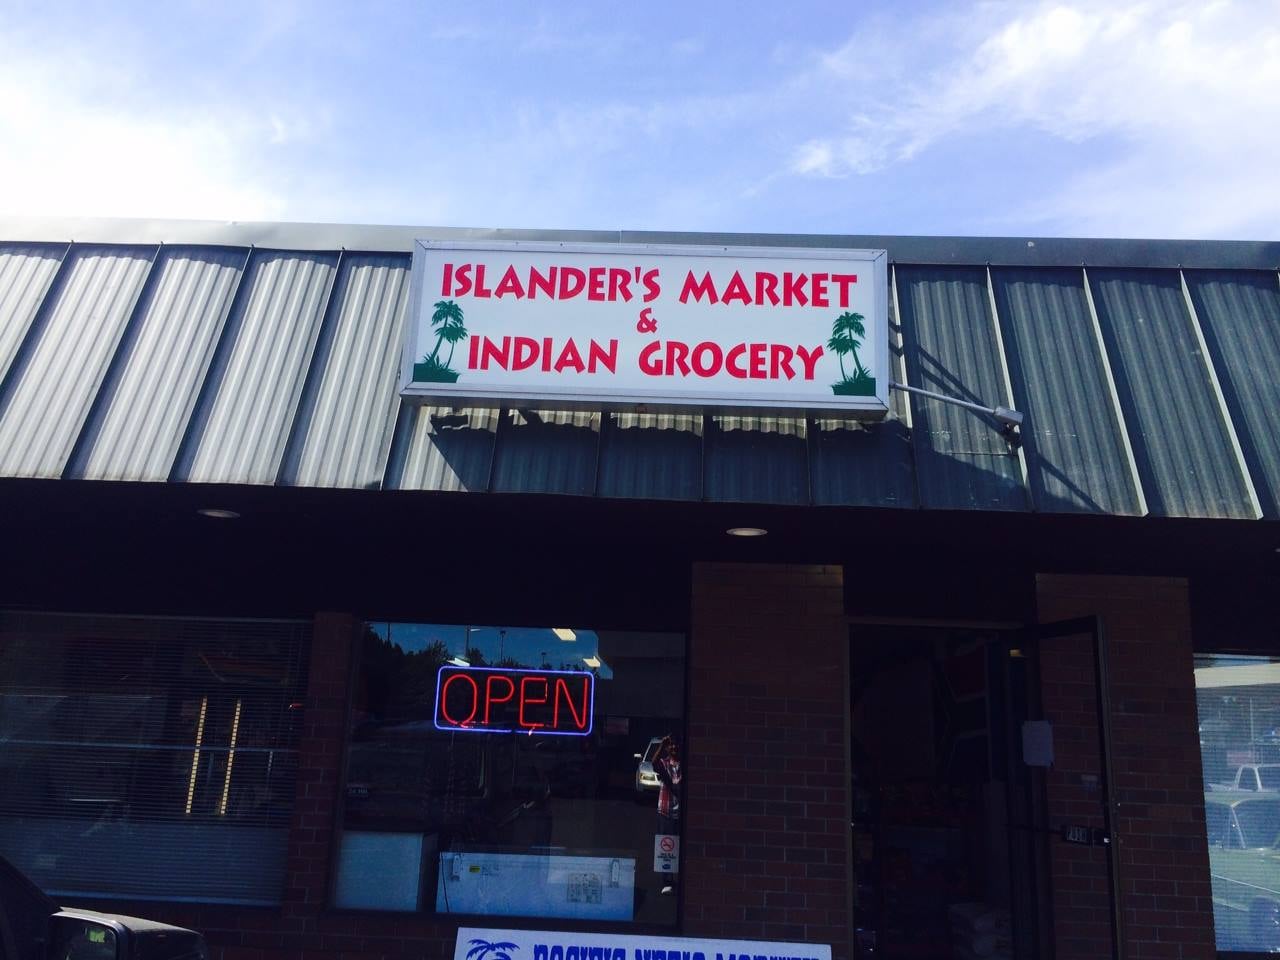 ISLANDER'S MARKET
&
INDIAN GROCERY
OPEN